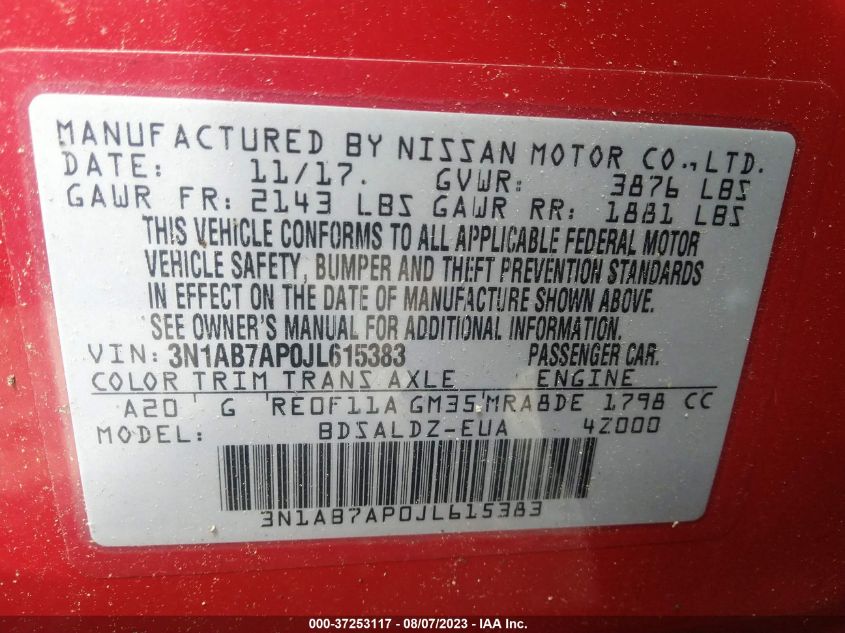 MANUFACTURED BY NISSAN MOTOR CO.,LTD.
DATE: 11/17. GVWR: 3876 LBS
GAWR FR: 2143 LBS GAWR RR: 1881 LBS
THIS VEHICLE CONFORMS TO ALL APPLICABLE FEDERAL MOTOR
VEHICLE SAFETY, BUMPER AND THEFT PREVENTION STANDARDS
IN EFFECT ON THE DATE OF MANUFACTURE SHOWN ABOVE.
SEE OWNER'S MANUAL FOR ADDITIONAL INFORMATION
VIN: 3N1AB7AP0JL615383 PASSENGER CAR.
COLOR TRIM TRANS AXLE ENGINE
A20 G RE0F11A GM35 MRA8DE 1798 CC
MODEL: BDSALDZ-EUA 4Z000
3N1AB7AP0JL615383
000-37253117 - 08/07/2023 - IAA Inc.